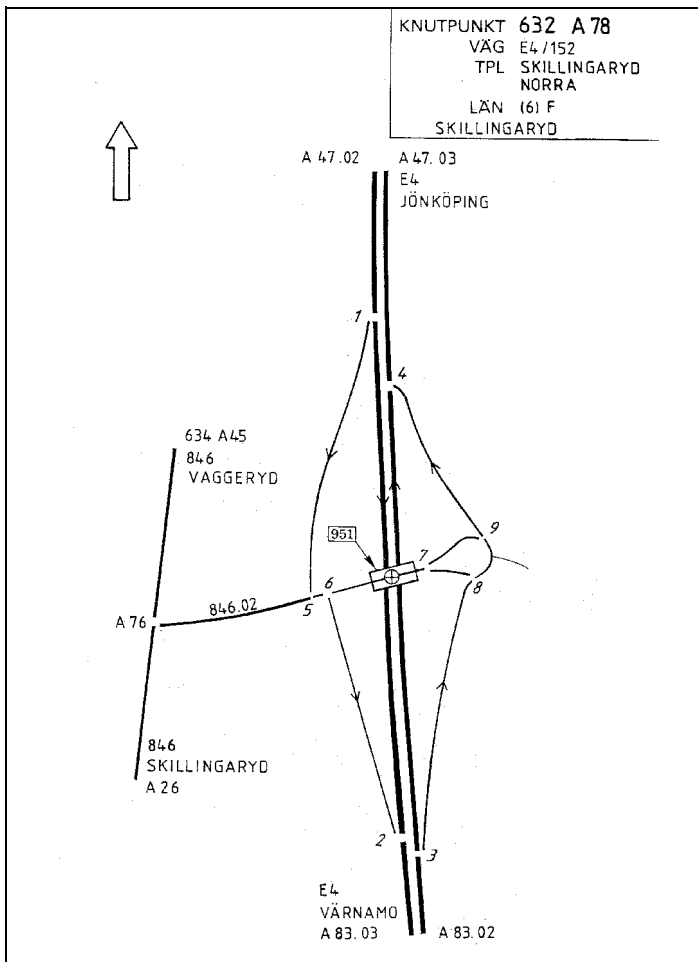 KNUTPUNKT 632 A78
VÄG E4/152
TPL SKILLINGARYD
NORRA
LÄN (6) F
SKILLINGARYD
A 47.02 A 47.03
E4
JÖNKÖPING
1
4
634 A45
846
VAGGERYD
951
9
7
8
6
5
846.02
A 76
846
SKILLINGARYD
A 26
2
3
E4
VÄRNAMO
A 83.03 A 83.02